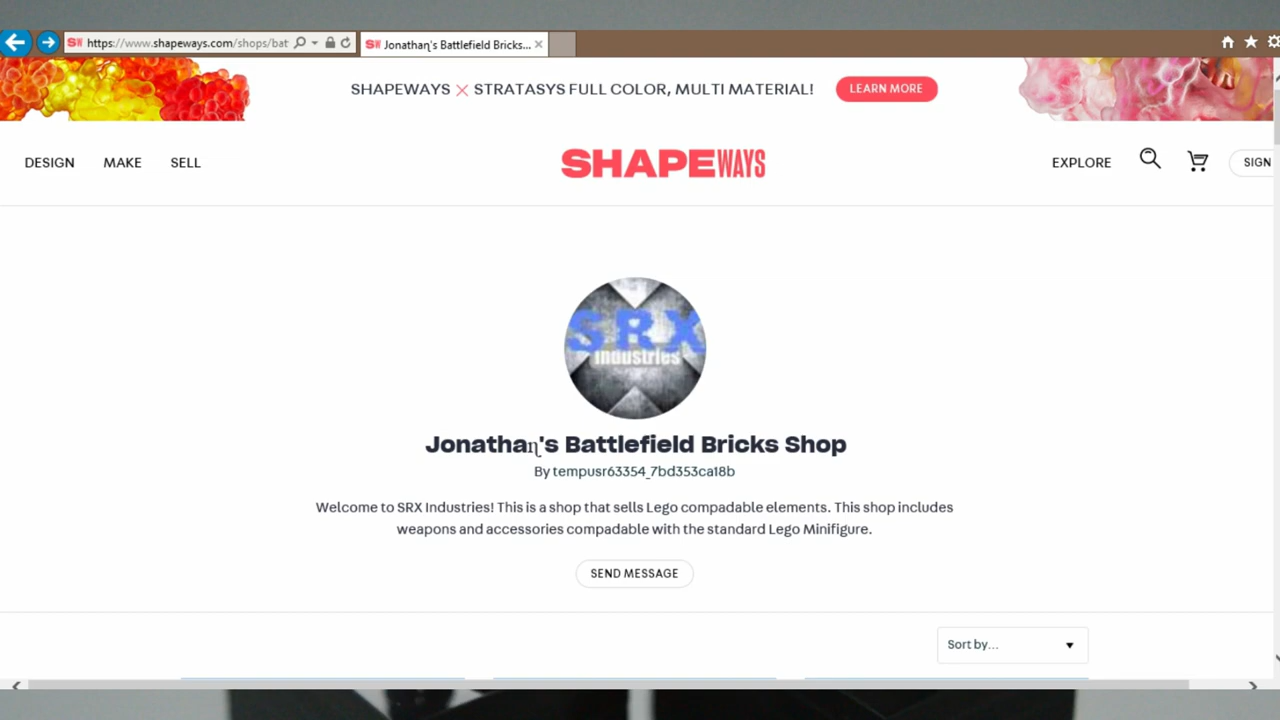 https://www.shapeways.com/shops/bat
Jonathaɳ's Battlefield Bricks...
SHAPEWAYS × STRATASYS FULL COLOR, MULTI MATERIAL!
LEARN MORE
DESIGN MAKE SELL
SHAPEWAYS
EXPLORE
SIGN
SRX
Industries
Jonathaɳ's Battlefield Bricks Shop
By tempusr63354_7bd353ca18b
Welcome to SRX Industries! This is a shop that sells Lego compadable elements. This shop includes
weapons and accessories compadable with the standard Lego Minifigure.
SEND MESSAGE
Sort by...